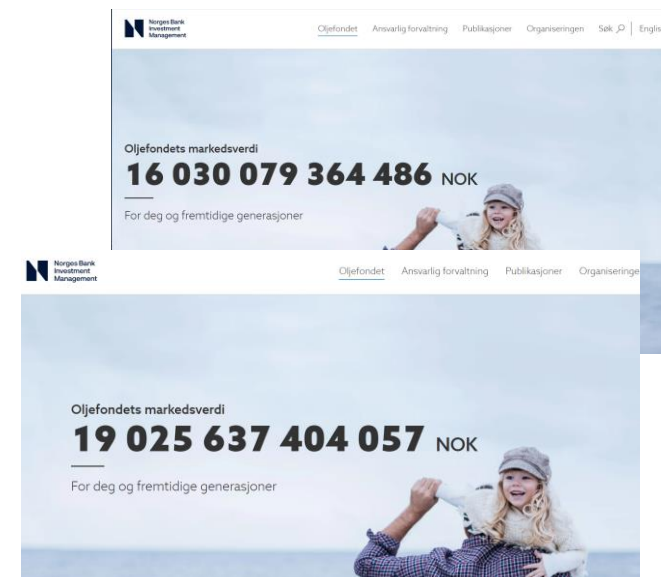 Norges Bank
Investment
Management
Oljefondet Ansvarlig forvaltning Publikasjoner Organiseringen Søk Englis
Oljefondets markedsverdi
16 030 079 364 486 NOK
For deg og fremtidige generasjoner
Norges Bank
Investment
Management
Oljefondet Ansvarlig forvaltning Publikasjoner Organiseringe
Oljefondets markedsverdi
19 025 637 404 057 NOK
For deg og fremtidige generasjoner